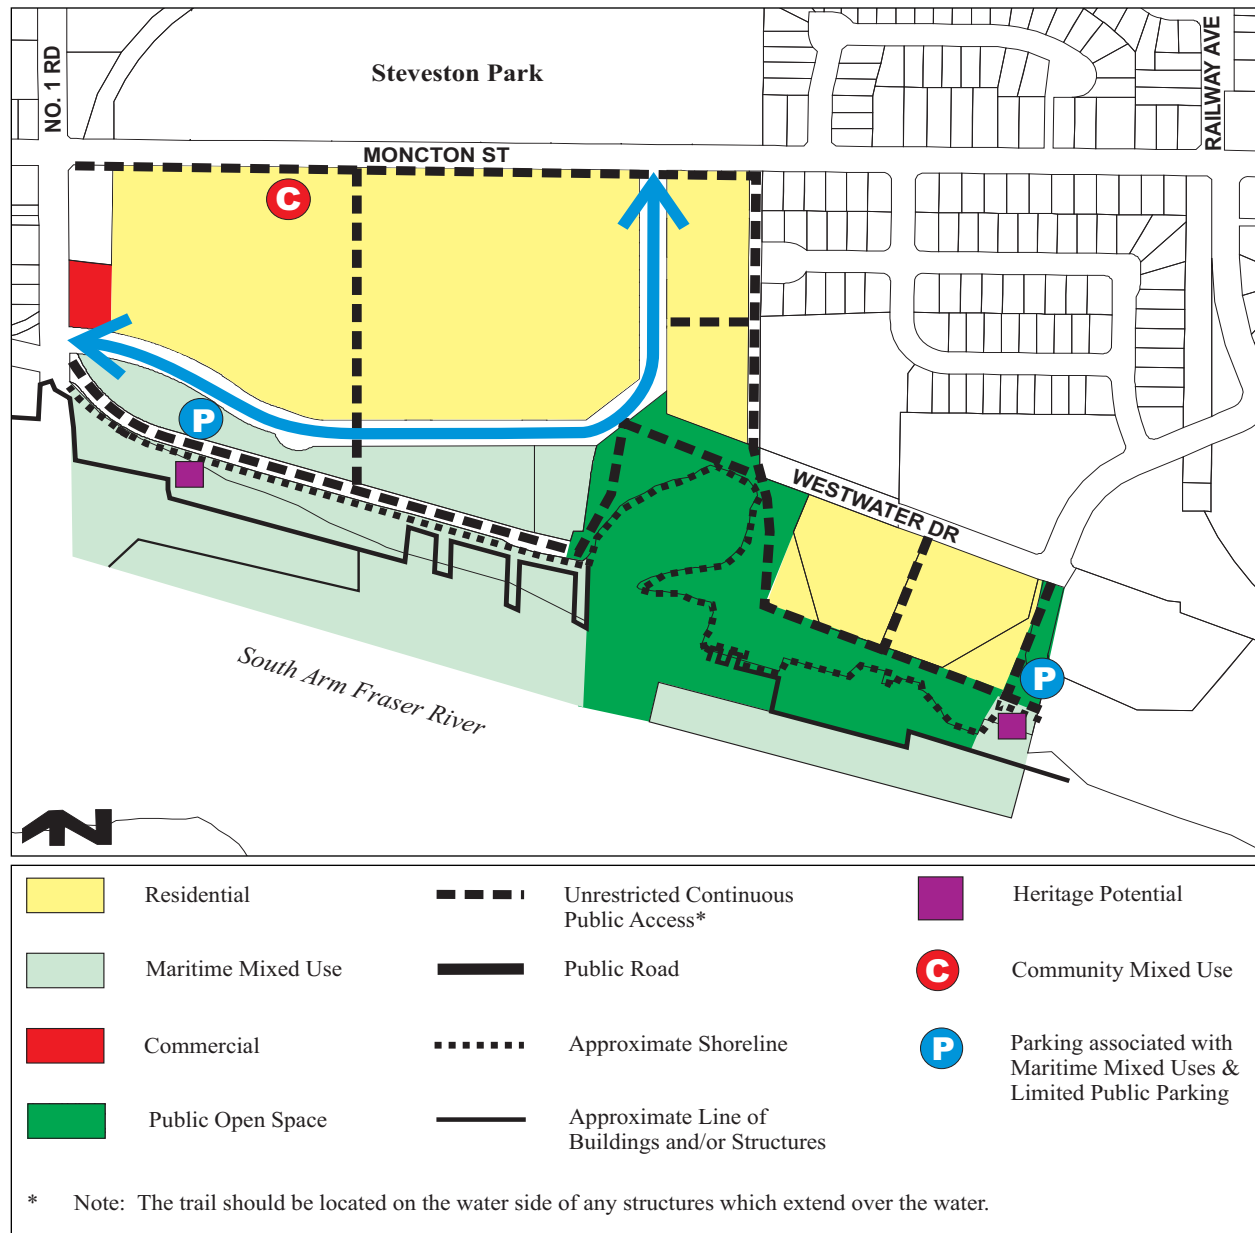 NO. 1 RD
Steveston Park
RAILWAY AVE
MONCTON ST
C
P
WESTWATER DR
P
South Arm Fraser River
N
Residential
Unrestricted Continuous
Public Access*
Heritage Potential
Maritime Mixed Use
Public Road
C
Community Mixed Use
Commercial
Approximate Shoreline
P
Parking associated with
Maritime Mixed Uses &
Limited Public Parking
Public Open Space
Approximate Line of
Buildings and/or Structures
* Note: The trail should be located on the water side of any structures which extend over the water.